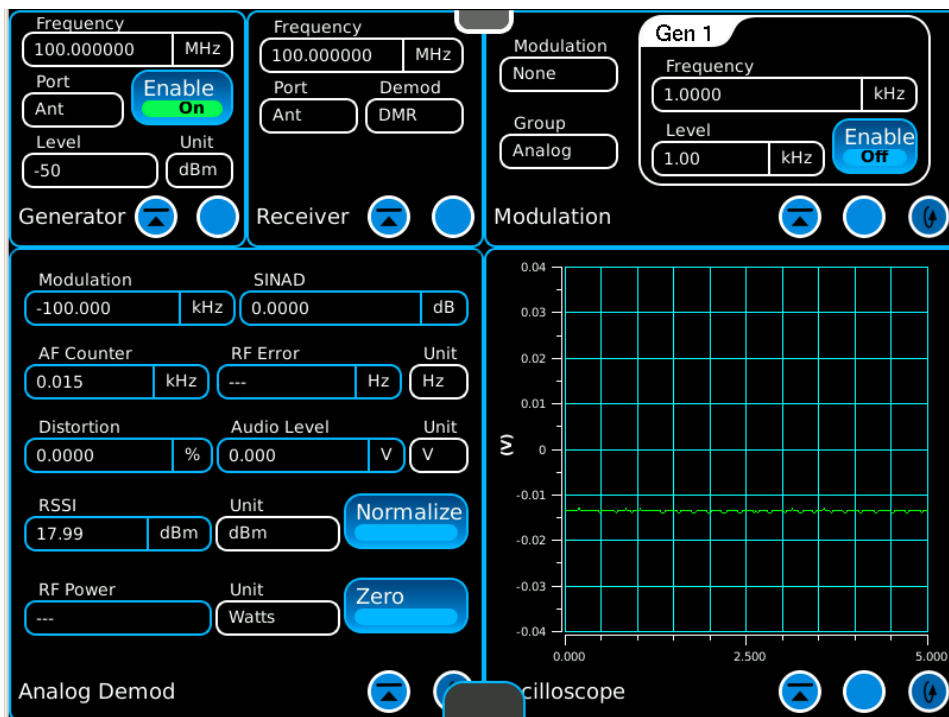 Frequency
100.000000 MHz
Port
Ant
Enable
On
Level Unit
-50 dBm
Generator
Frequency
100.000000 MHz
Port Demod
Ant DMR
Receiver
Modulation
None
Group
Analog
Gen 1
Frequency
1.0000 kHz
Level
1.00 kHz
Enable
Off
Modulation
Modulation SINAD
-100.000 kHz 0.0000 dB
AF Counter RF Error Unit
0.015 kHz --- Hz Hz
Distortion Audio Level Unit
0.0000 % 0.000 V V
RSSI Unit
17.99 dBm dBm
Normalize
RF Power Unit
--- Watts
Zero
Analog Demod
0.04
0.03
0.02
0.01
0
-0.01
-0.02
-0.03
-0.04
(V)
0.000 2.500 5.000
cilloscope